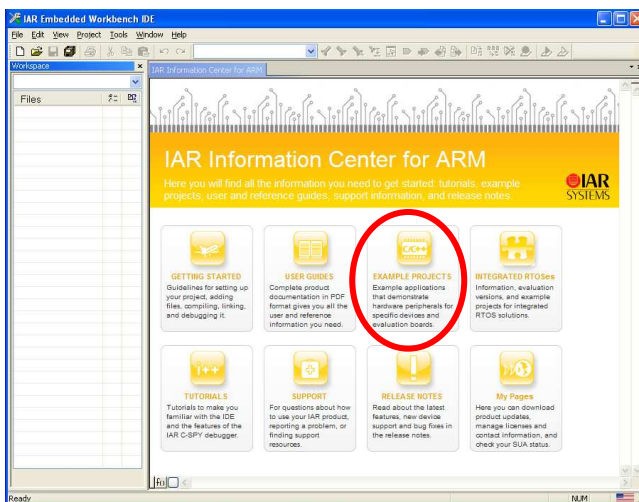 IAR Embedded Workbench IDE
File Edit View Project Tools Window Help
Workspace
IAR Information Center for ARM
Files
IAR Information Center for ARM
Here you will find all the information you need to get started: tutorials, example
projects, user and reference guides, support information, and release notes.
IAR
SYSTEMS
GETTING STARTED
Guidelines for setting up
your project, adding
files, compiling, linking,
and debugging it.
USER GUIDES
Complete product
documentation in PDF
format gives you all the
user and reference
information you need.
C/C++
EXAMPLE PROJECTS
Example applications
that demonstrate
hardware peripherals for
specific devices and
evaluation boards.
INTEGRATED RTOSes
Information, evaluation
versions, and example
projects for integrated
RTOS solutions.
i++
TUTORIALS
Tutorials to make you
familiar with the IDE
and the features of the
IAR C-SPY debugger.
SUPPORT
For questions about how
to use your IAR product,
reporting a problem, or
finding support
resources.
RELEASE NOTES
Read about the latest
features, new device
support and bug fixes in
the release notes.
My Pages
Here you can download
product updates,
manage licenses and
contact information, and
check your SUA status.
Ready
NUM